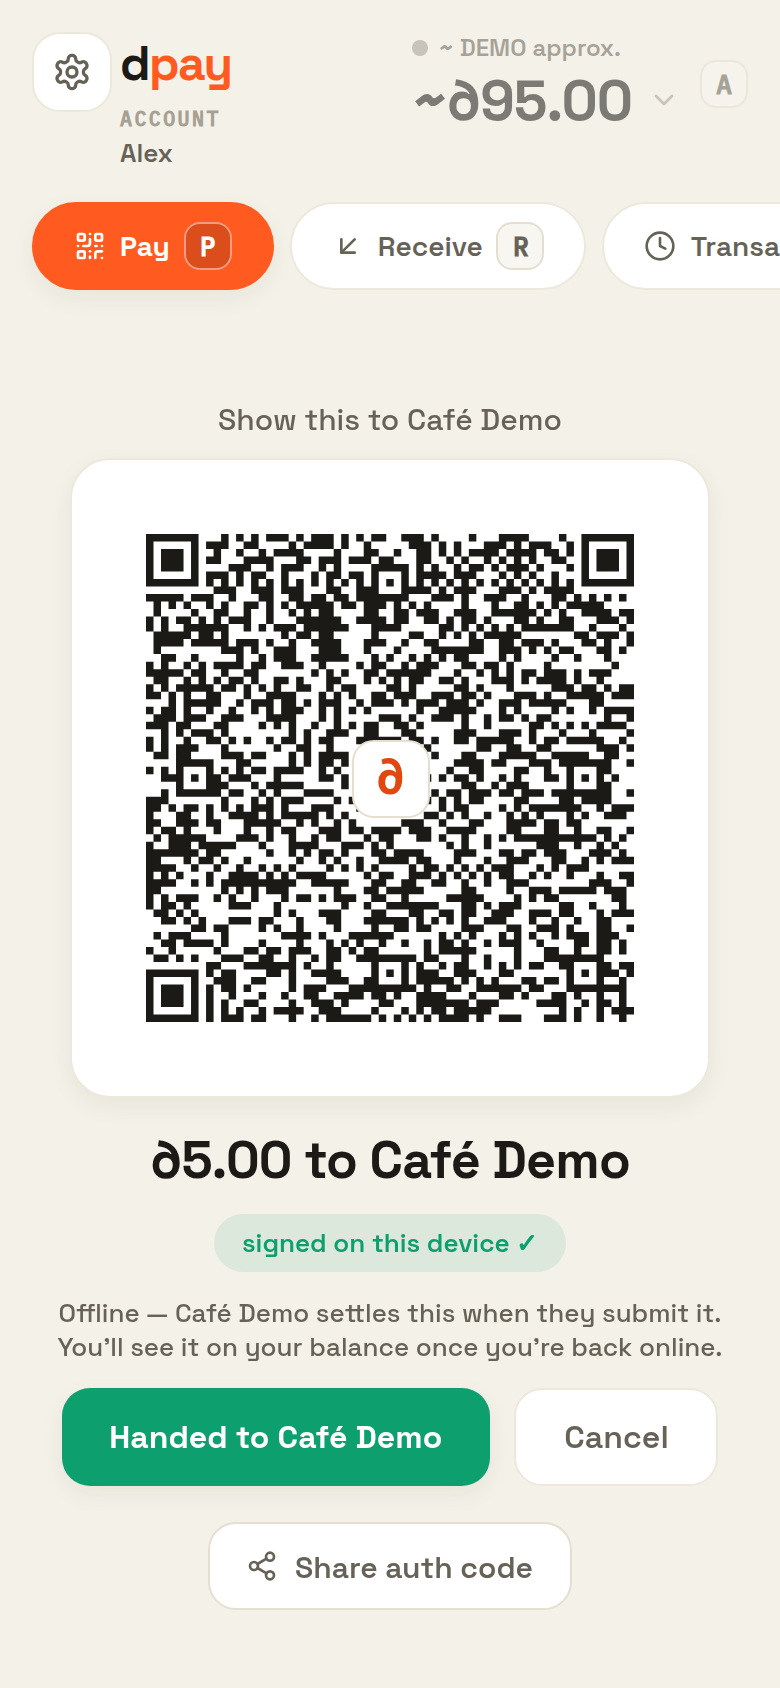 dpay
ACCOUNT
Alex
~ DEMO approx.
~∂95.00
A
Pay P
Receive R
Transa
Show this to Café Demo
∂
∂5.00 to Café Demo
signed on this device ✓
Offline — Café Demo settles this when they submit it.
You’ll see it on your balance once you’re back online.
Handed to Café Demo
Cancel
Share auth code